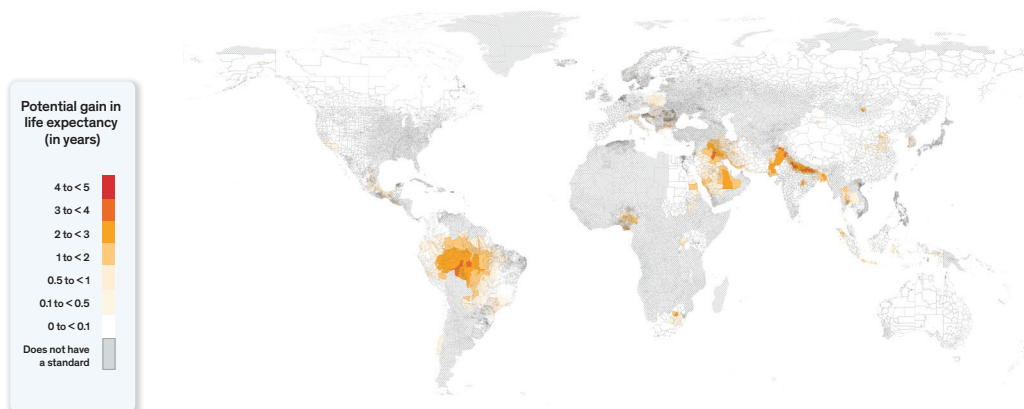 Potential gain in
life expectancy
(in years)
4 to < 5
3 to < 4
2 to < 3
1 to < 2
0.5 to < 1
0.1 to < 0.5
0 to < 0.1
Does not have
a standard